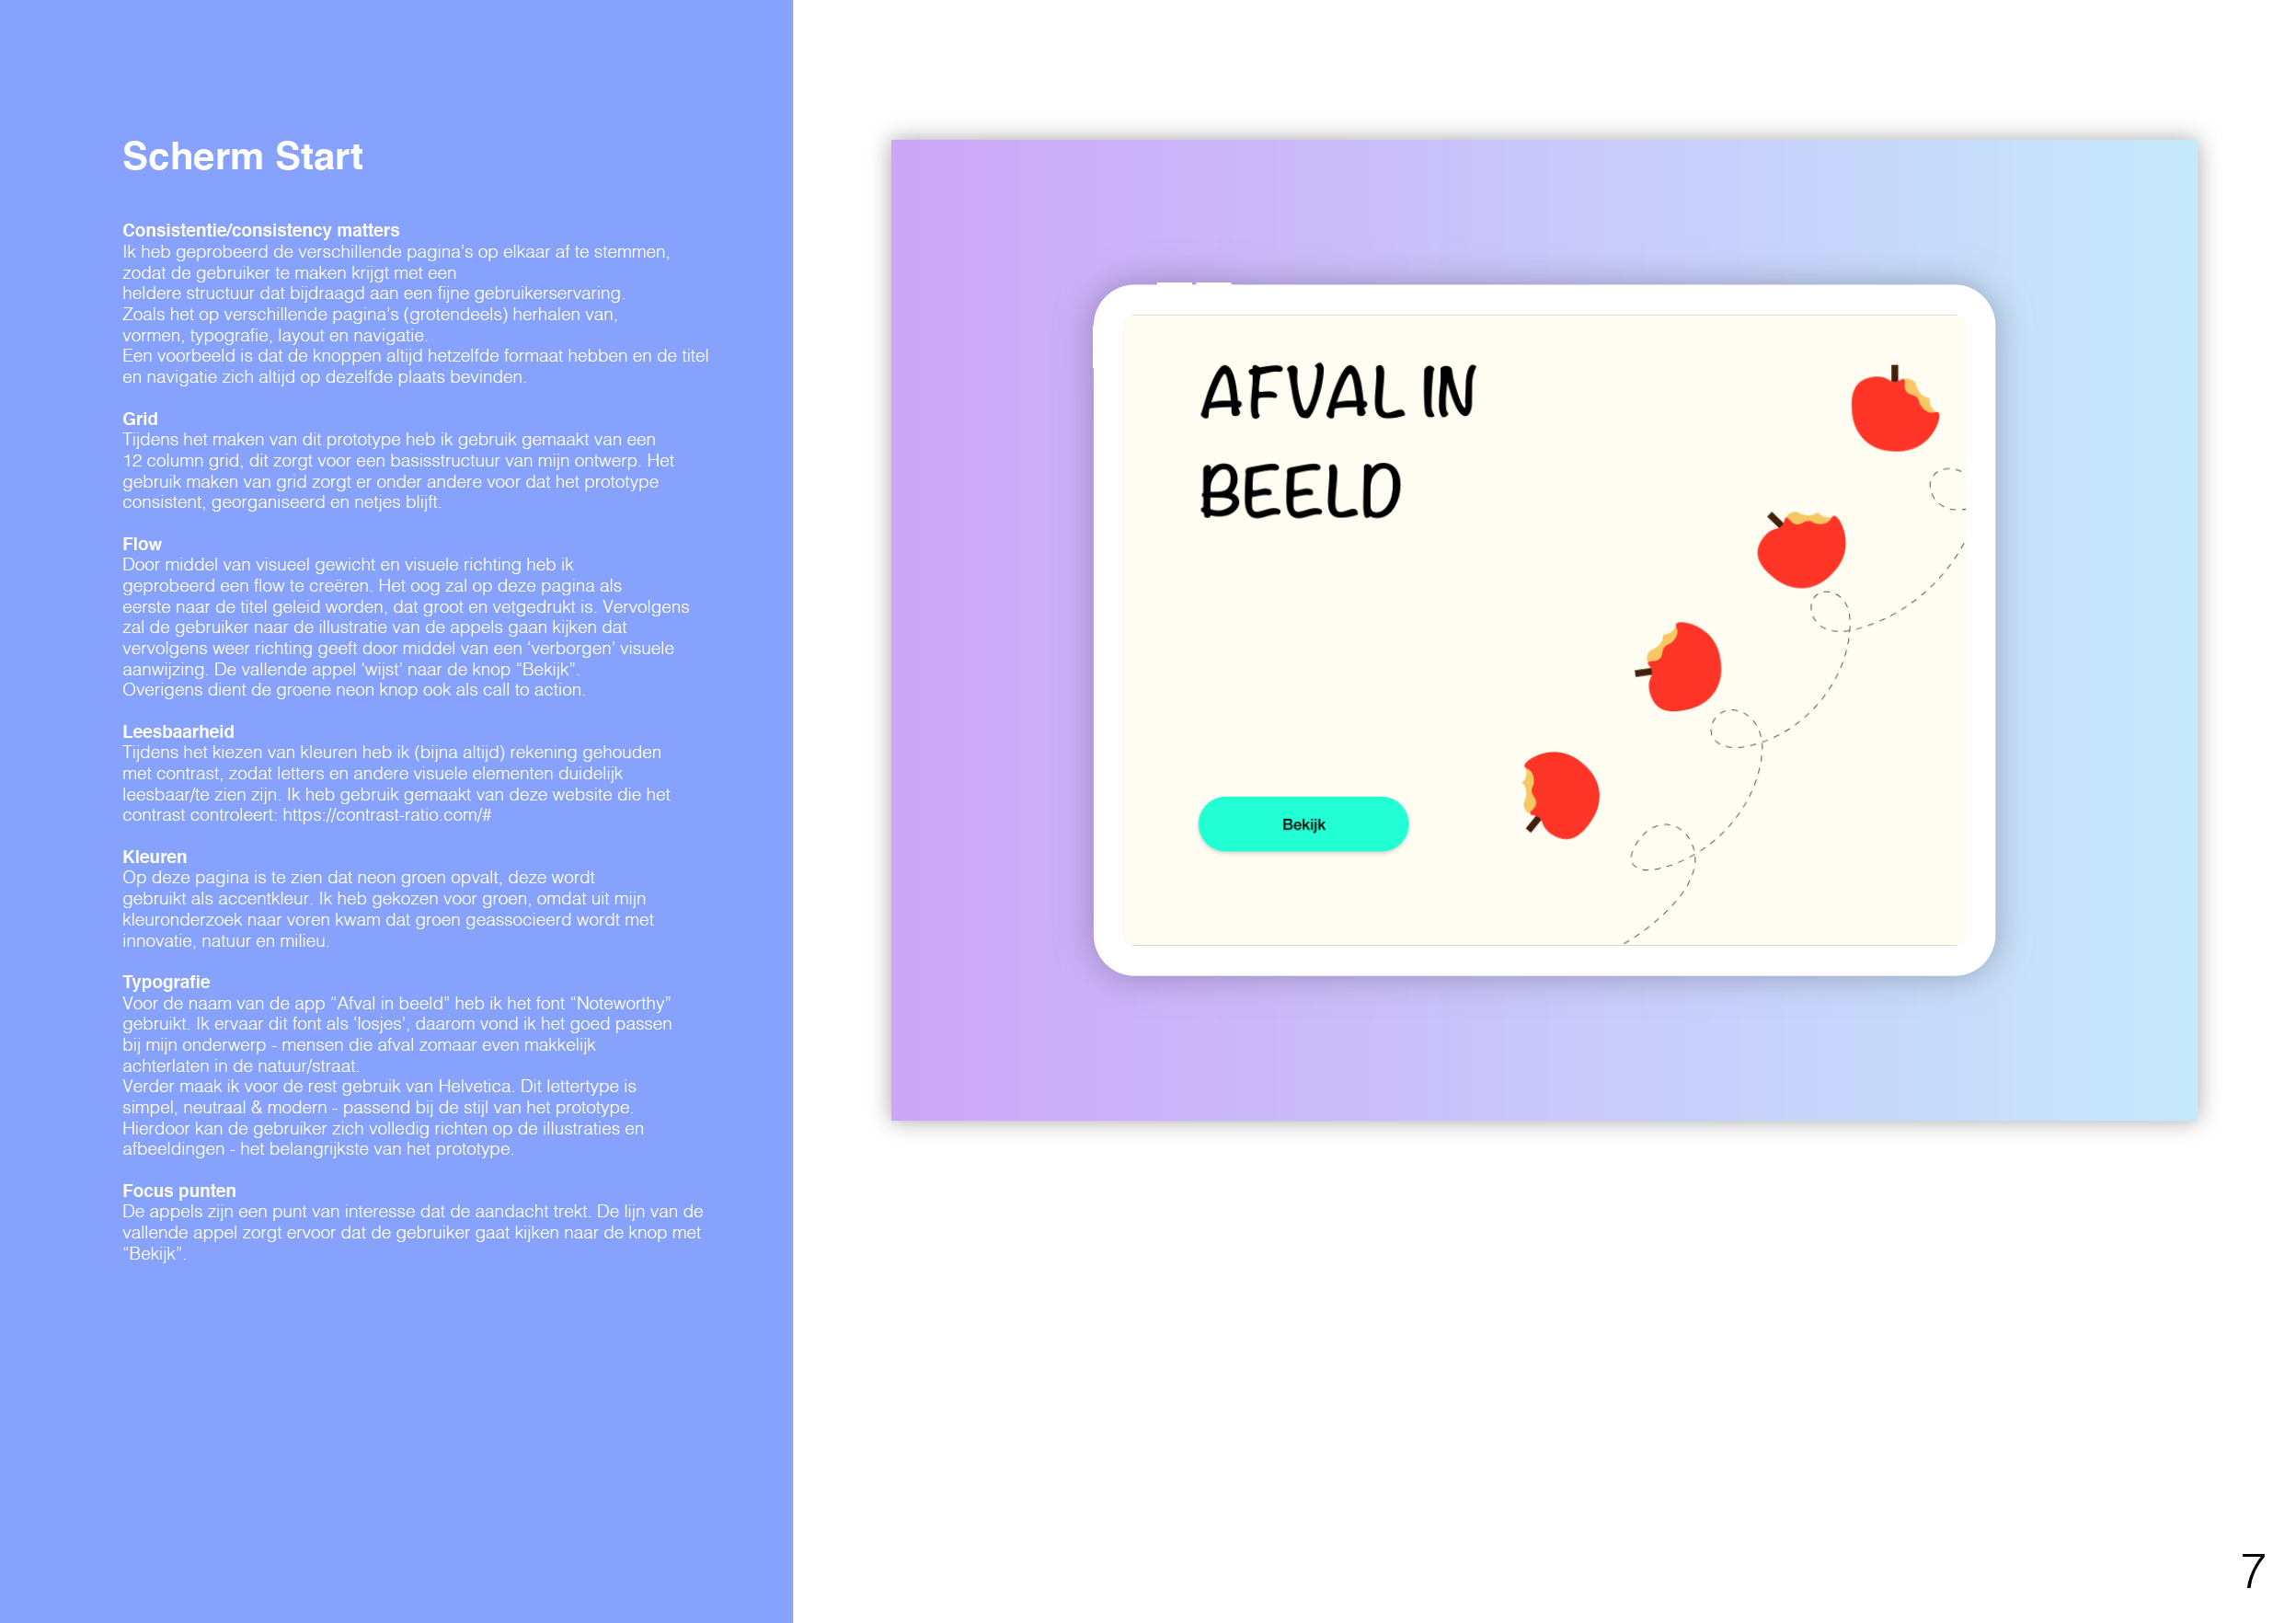 Scherm Start
Consistentie/consistency matters
Ik heb geprobeerd de verschillende pagina's op elkaar af te stemmen,
zodat de gebruiker te maken krijgt met een
heldere structuur dat bijdraagd aan een fijne gebruikerservaring.
Zoals het op verschillende pagina's (grotendeels) herhalen van,
vormen, typografie, layout en navigatie.
Een voorbeeld is dat de knoppen altijd hetzelfde formaat hebben en de titel
en navigatie zich altijd op dezelfde plaats bevinden.
Grid
Tijdens het maken van dit prototype heb ik gebruik gemaakt van een
12 column grid, dit zorgt voor een basisstructuur van mijn ontwerp. Het
gebruik maken van grid zorgt er onder andere voor dat het prototype
consistent, georganiseerd en netjes blijft.
Flow
Door middel van visueel gewicht en visuele richting heb ik
geprobeerd een flow te creëren. Het oog zal op deze pagina als
eerste naar de titel geleid worden, dat groot en vetgedrukt is. Vervolgens
zal de gebruiker naar de illustratie van de appels gaan kijken dat
vervolgens weer richting geeft door middel van een ‘verborgen’ visuele
aanwijzing. De vallende appel ‘wijst’ naar de knop “Bekijk”.
Overigens dient de groene neon knop ook als call to action.
Leesbaarheid
Tijdens het kiezen van kleuren heb ik (bijna altijd) rekening gehouden
met contrast, zodat letters en andere visuele elementen duidelijk
leesbaar/te zien zijn. Ik heb gebruik gemaakt van deze website die het
contrast controleert: https://contrast-ratio.com/#
Kleuren
Op deze pagina is te zien dat neon groen opvalt, deze wordt
gebruikt als accentkleur. Ik heb gekozen voor groen, omdat uit mijn
kleuronderzoek naar voren kwam dat groen geassocieerd wordt met
innovatie, natuur en milieu.
Typografie
Voor de naam van de app “Afval in beeld” heb ik het font “Noteworthy”
gebruikt. Ik ervaar dit font als ‘losjes’, daarom vond ik het goed passen
bij mijn onderwerp - mensen die afval zomaar even makkelijk
achterlaten in de natuur/straat.
Verder maak ik voor de rest gebruik van Helvetica. Dit lettertype is
simpel, neutraal & modern - passend bij de stijl van het prototype.
Hierdoor kan de gebruiker zich volledig richten op de illustraties en
afbeeldingen - het belangrijkste van het prototype.
Focus punten
De appels zijn een punt van interesse dat de aandacht trekt. De lijn van de
vallende appel zorgt ervoor dat de gebruiker gaat kijken naar de knop met
“Bekijk”.
AFVAL IN
BEELD
Bekijk
7